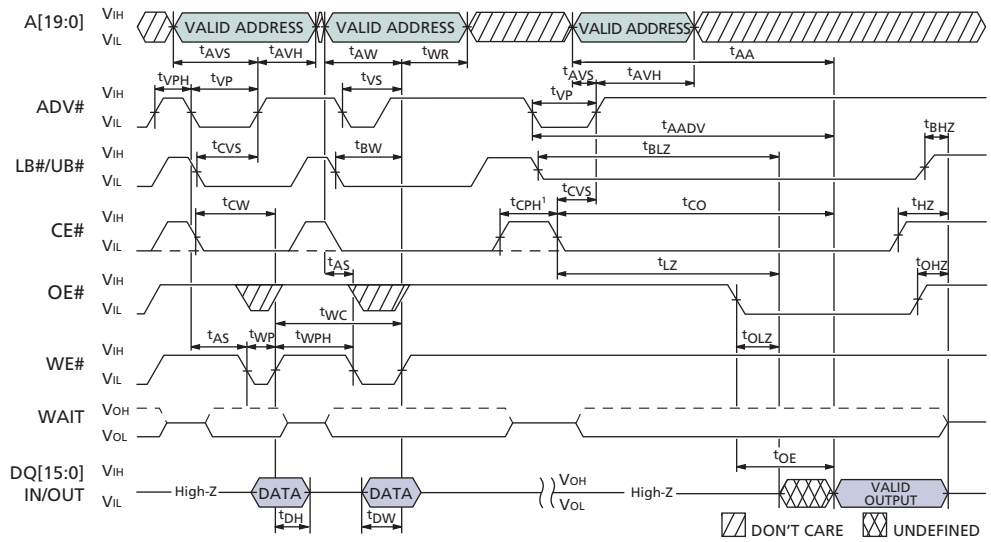 A[19:0] VIH VALID ADDRESS VALID ADDRESS VALID ADDRESS
VIL
tAVS tAVH tAW tWR tAA
tVPH tVP tVS tAVS tAVH
tVP
ADV# VIH
VIL
tAADV
tBHZ
LB#/UB# VIH
VIL
tCVS tBW tBLZ
tCVS
tCW tCPH¹ tCO tHZ
CE# VIH
VIL
tAS tLZ tOHZ
OE# VIH
VIL
tWC
tAS tWP tWPH tOLZ
WE# VIH
VIL
WAIT VOH
VOL
tOE
DQ[15:0] VIH
IN/OUT VIL
High-Z DATA DATA VOH High-Z VALID OUTPUT
VOL
tDH tDW
DON'T CARE UNDEFINED